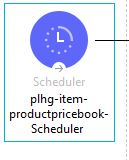 Scheduler
plhg-item-
productpricebook-
Scheduler